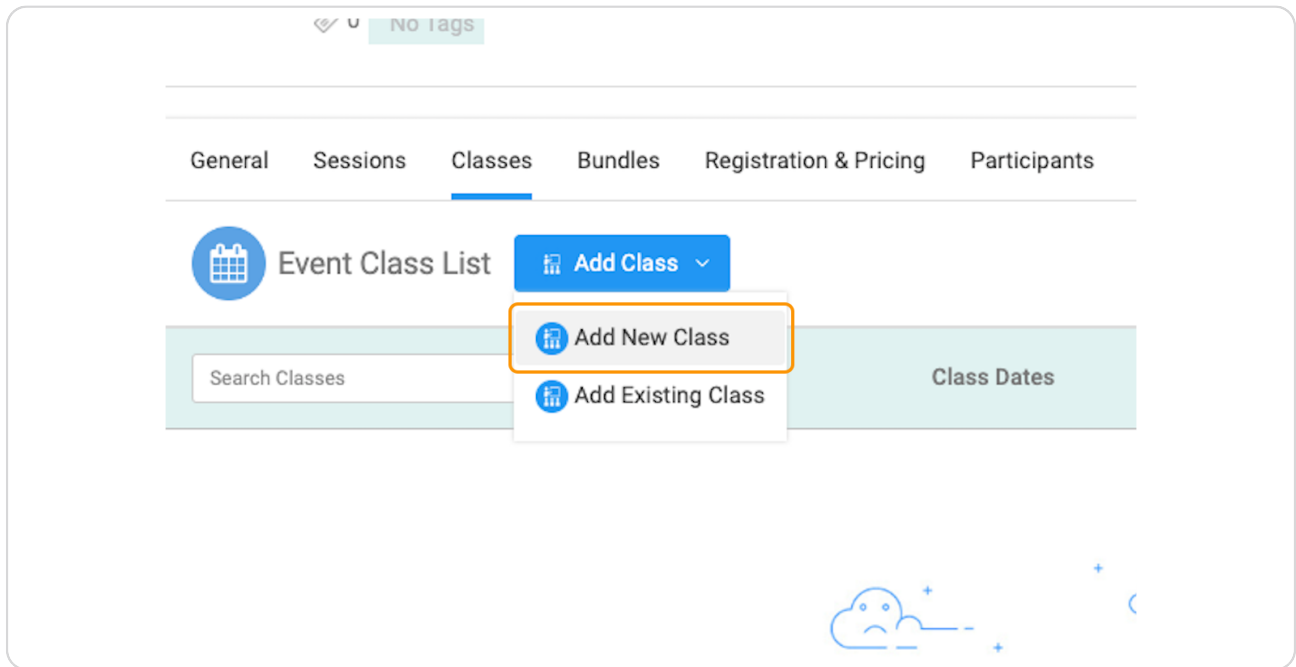 0 No Tags
General Sessions Classes Bundles Registration & Pricing Participants
Event Class List Add Class
Add New Class
Search Classes Class Dates
Add Existing Class